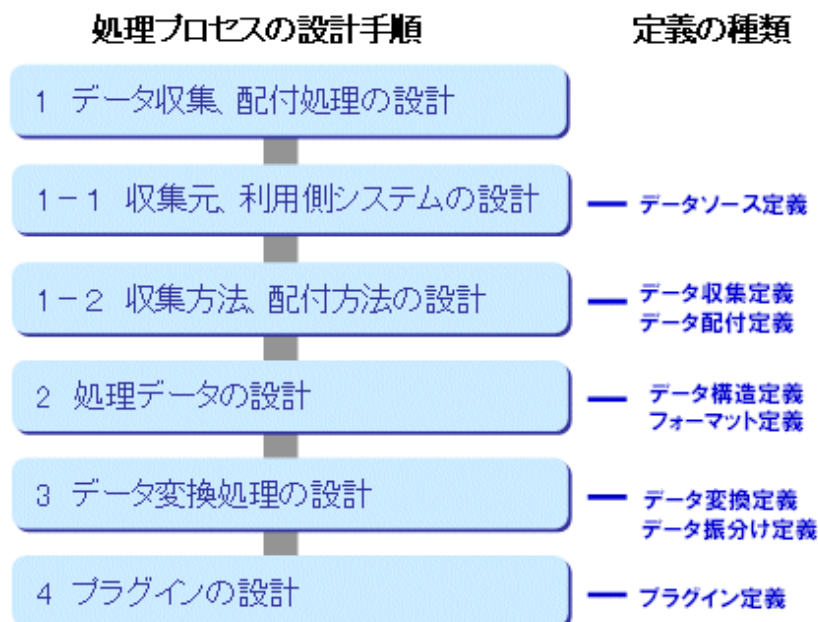 処理プロセスの設計手順 定義の種類
1 データ収集、配付処理の設計
1－1 収集元、利用側システムの設計 データソース定義
1－2 収集方法、配付方法の設計 データ収集定義
データ配付定義
2 処理データの設計 データ構造定義
フォーマット定義
3 データ変換処理の設計 データ変換定義
データ振分け定義
4 プラグインの設計 プラグイン定義